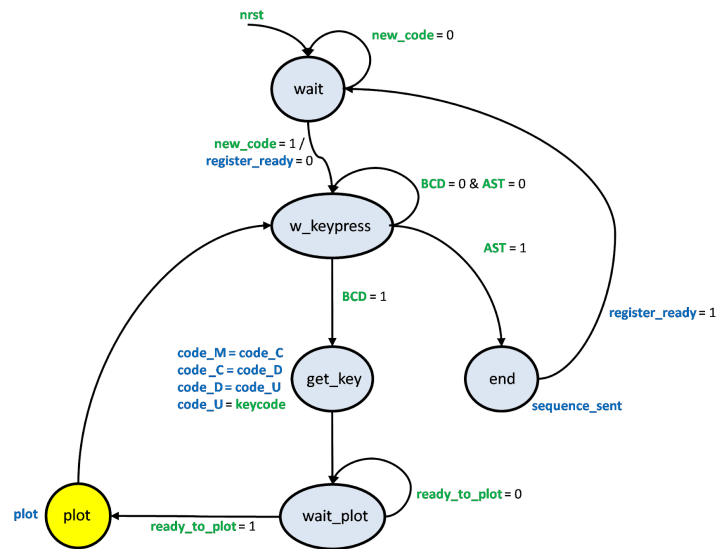 nrst
new_code = 0
wait
new_code = 1 /
register_ready = 0
BCD = 0 & AST = 0
w_keypress
AST = 1
BCD = 1
register_ready = 1
code_M = code_C
code_C = code_D
code_D = code_U
code_U = keycode
get_key
end
sequence_sent
ready_to_plot = 0
plot
plot
wait_plot
ready_to_plot = 1